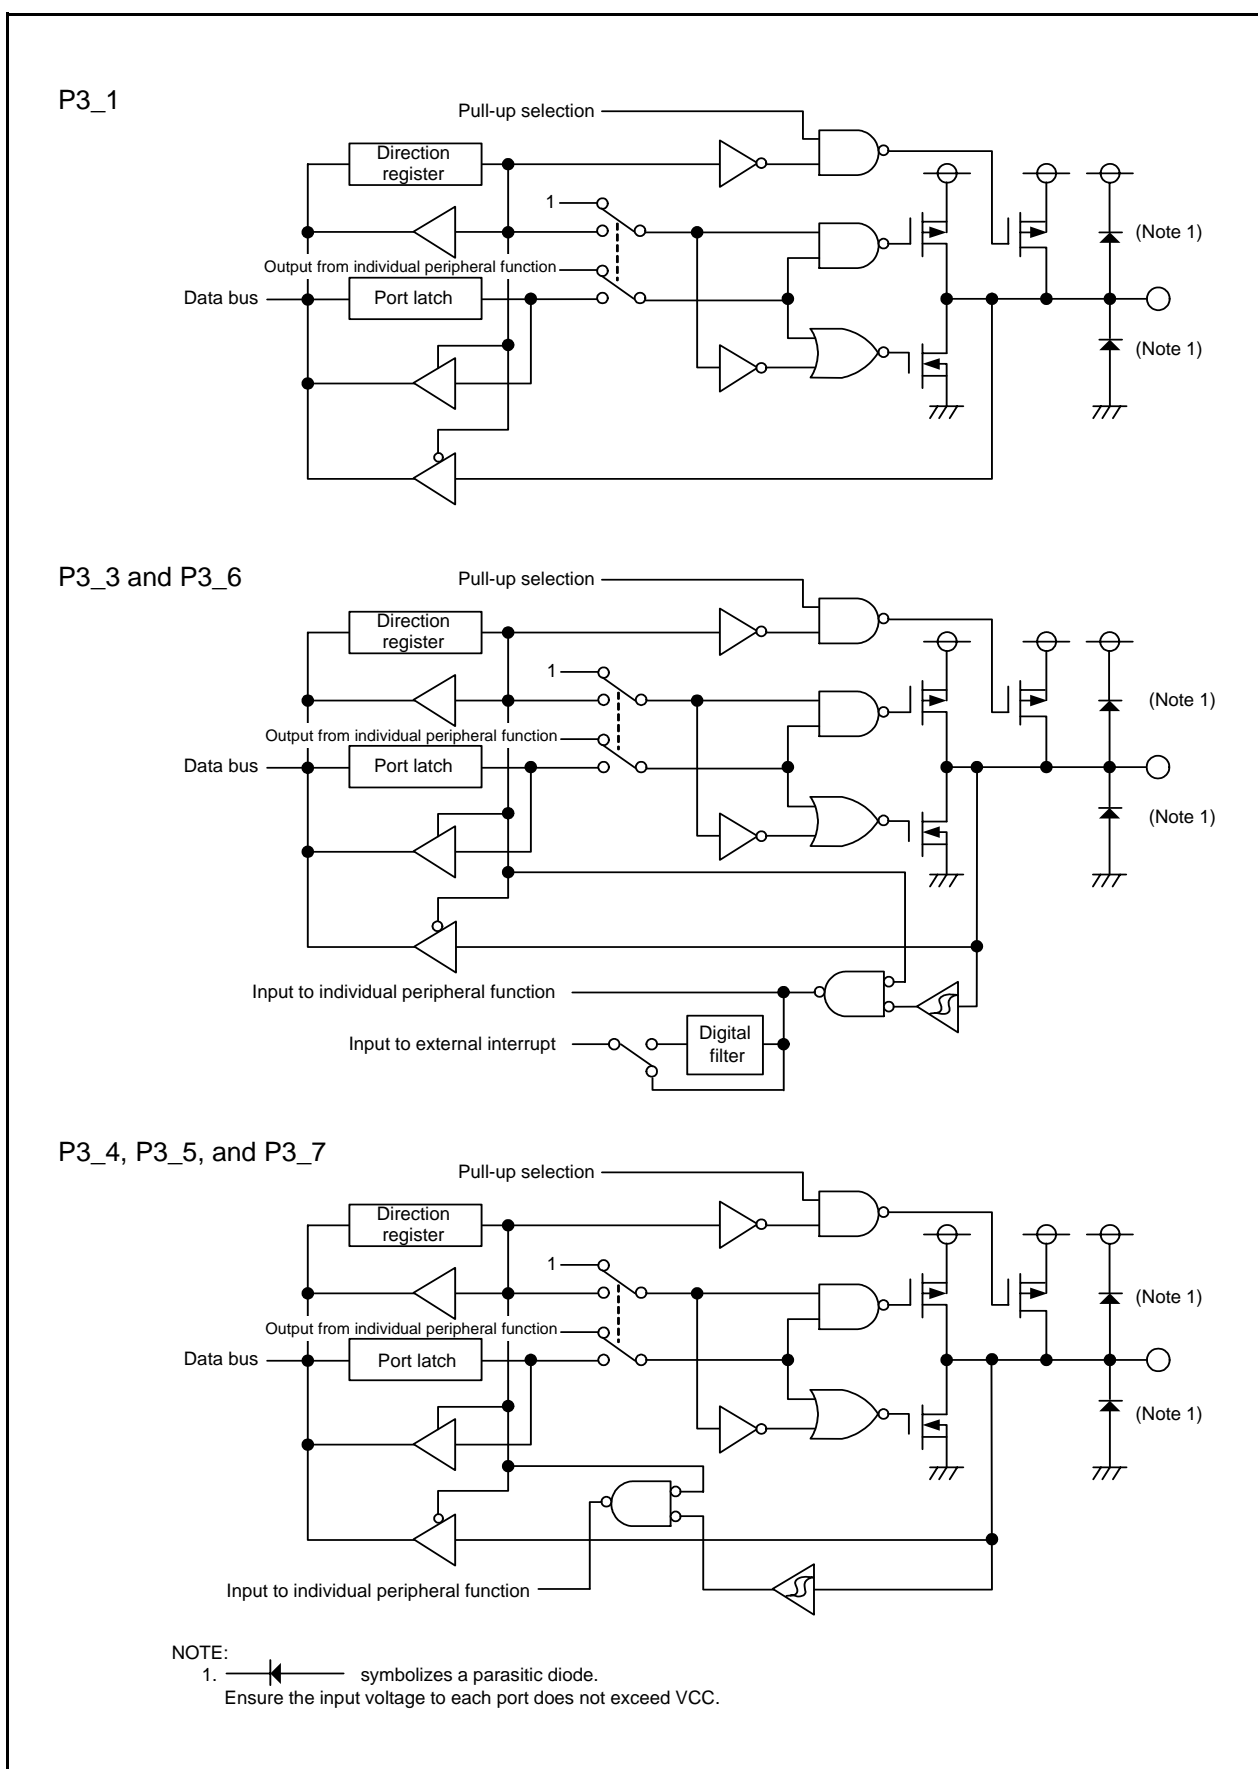 P3_1
Pull-up selection
Direction
register
1
(Note 1)
Output from individual peripheral function
Data bus
Port latch
(Note 1)
P3_3 and P3_6
Pull-up selection
Direction
register
1
(Note 1)
Output from individual peripheral function
Data bus
Port latch
(Note 1)
Input to individual peripheral function
Input to external interrupt
Digital
filter
P3_4, P3_5, and P3_7
Pull-up selection
Direction
register
1
(Note 1)
Output from individual peripheral function
Data bus
Port latch
(Note 1)
Input to individual peripheral function
NOTE:
1. symbolizes a parasitic diode.
Ensure the input voltage to each port does not exceed VCC.